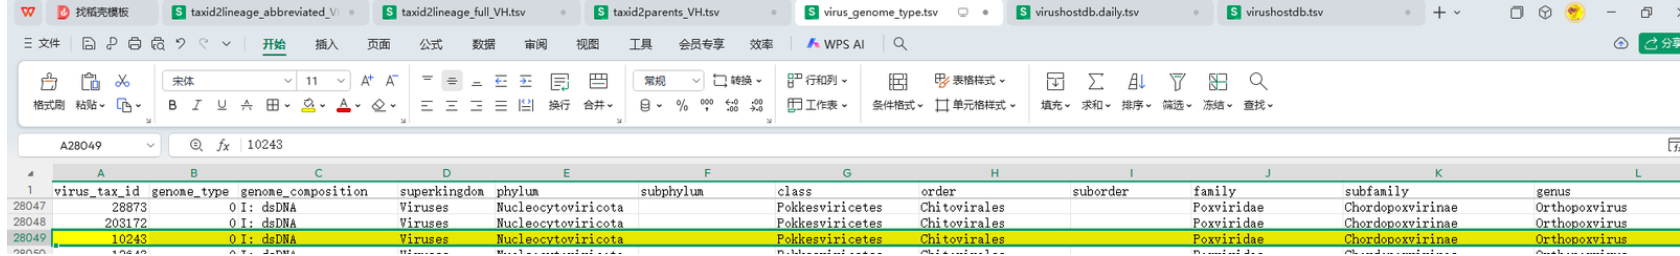 找稻壳模板 taxid2lineage_abbreviated_V taxid2lineage_full_VH.tsv taxid2parents_VH.tsv virus_genome_type.tsv virushostdb.daily.tsv virushostdb.tsv
文件 开始 插入 页面 公式 数据 审阅 视图 工具 会员专享 效率 WPS AI 分享
宋体 11 A+ A- 换行 合并 常规 转换 行和列 表格样式 填充 求和 排序 筛选 冻结 查找
格式刷 粘贴 B I U A % 工作表 条件格式 单元格样式
A28049 fx 10243
A B C D E F G H I J K L
1 virus_tax_id genome_type genome_composition superkingdom phylum subphylum class order suborder family subfamily genus
28047 28873 0 I: dsDNA Viruses Nucleocytoviricota Pokkesviricetes Chitovirales Poxviridae Chordopoxvirinae Orthopoxvirus
28048 203172 0 I: dsDNA Viruses Nucleocytoviricota Pokkesviricetes Chitovirales Poxviridae Chordopoxvirinae Orthopoxvirus
28049 10243 0 I: dsDNA Viruses Nucleocytoviricota Pokkesviricetes Chitovirales Poxviridae Chordopoxvirinae Orthopoxvirus